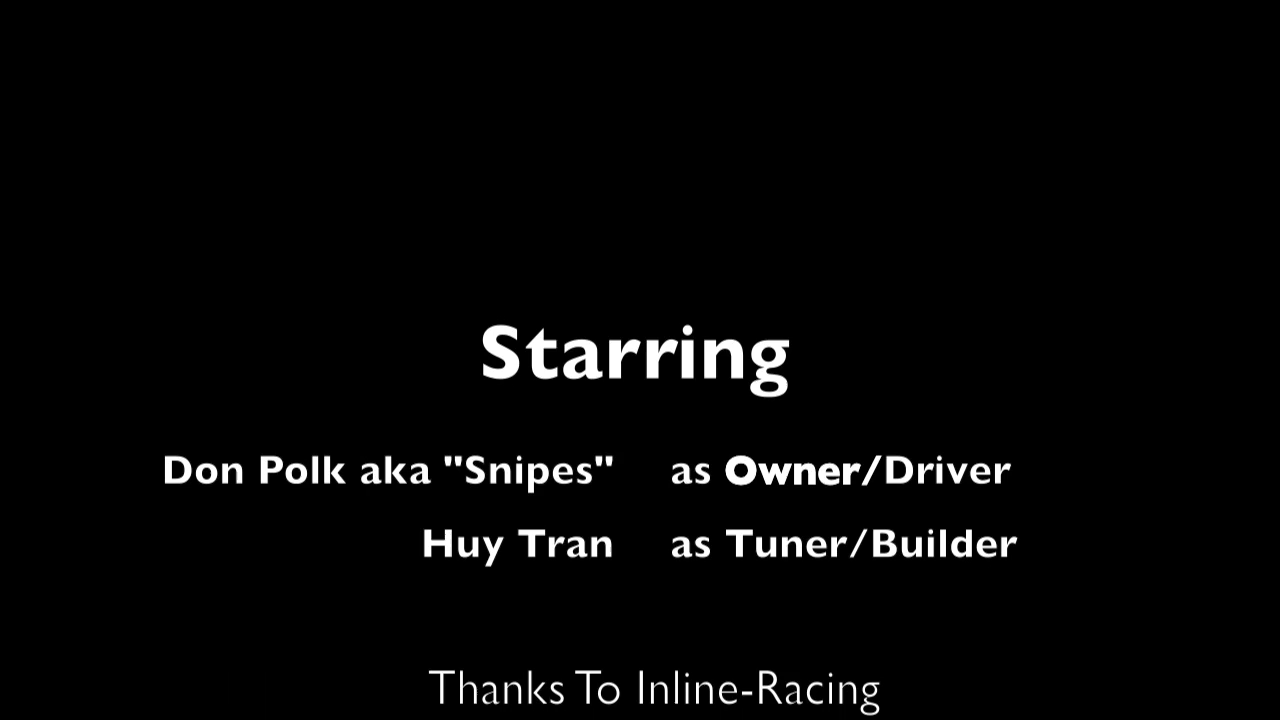 Starring
Don Polk aka "Snipes" as Owner/Driver
Huy Tran as Tuner/Builder
Thanks To Inline-Racing